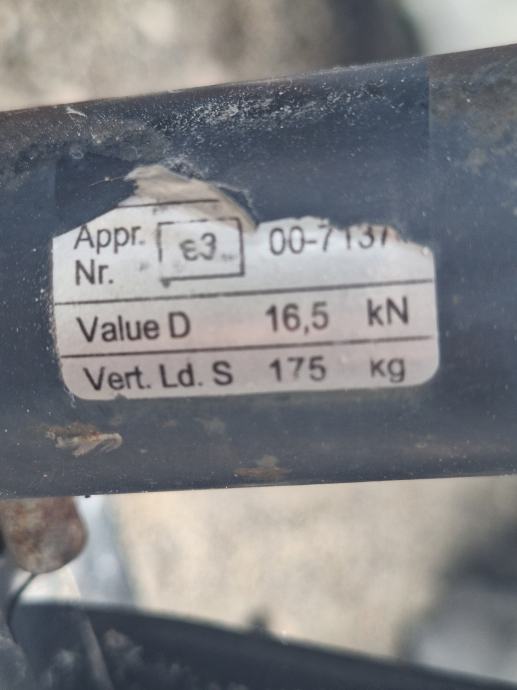 Appr. ε3 00-7137
Nr.
Value D 16,5 kN
Vert. Ld. S 175 kg